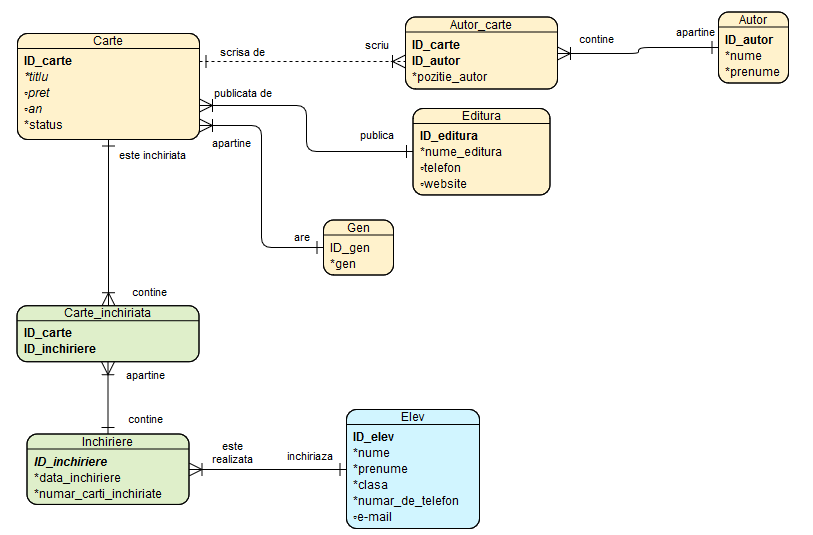 Carte
ID_carte
*titlu
◦pret
◦an
*status
scrisa de
scriu
Autor_carte
ID_carte
ID_autor
*pozitie_autor
contine
apartine
Autor
ID_autor
*nume
*prenume
publicata de
publica
Editura
ID_editura
*nume_editura
◦telefon
◦website
apartine
are
Gen
ID_gen
*gen
este inchiriata
contine
Carte_inchiriata
ID_carte
ID_inchiriere
apartine
contine
Inchiriere
ID_inchiriere
*data_inchiriere
*numar_carti_inchiriate
este
realizata
inchiriaza
Elev
ID_elev
*nume
*prenume
*clasa
*numar_de_telefon
◦e-mail